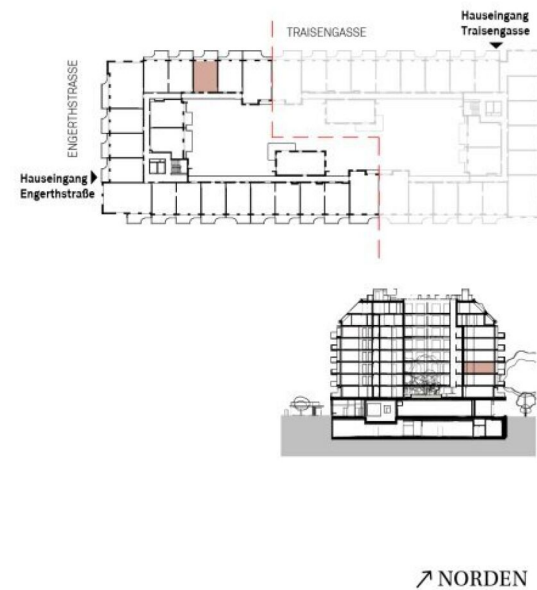 Hauseingang
Traisengasse
TRAISENGASSE
ENGERTHSTRASSE
Hauseingang
Engerthstraße
NORDEN